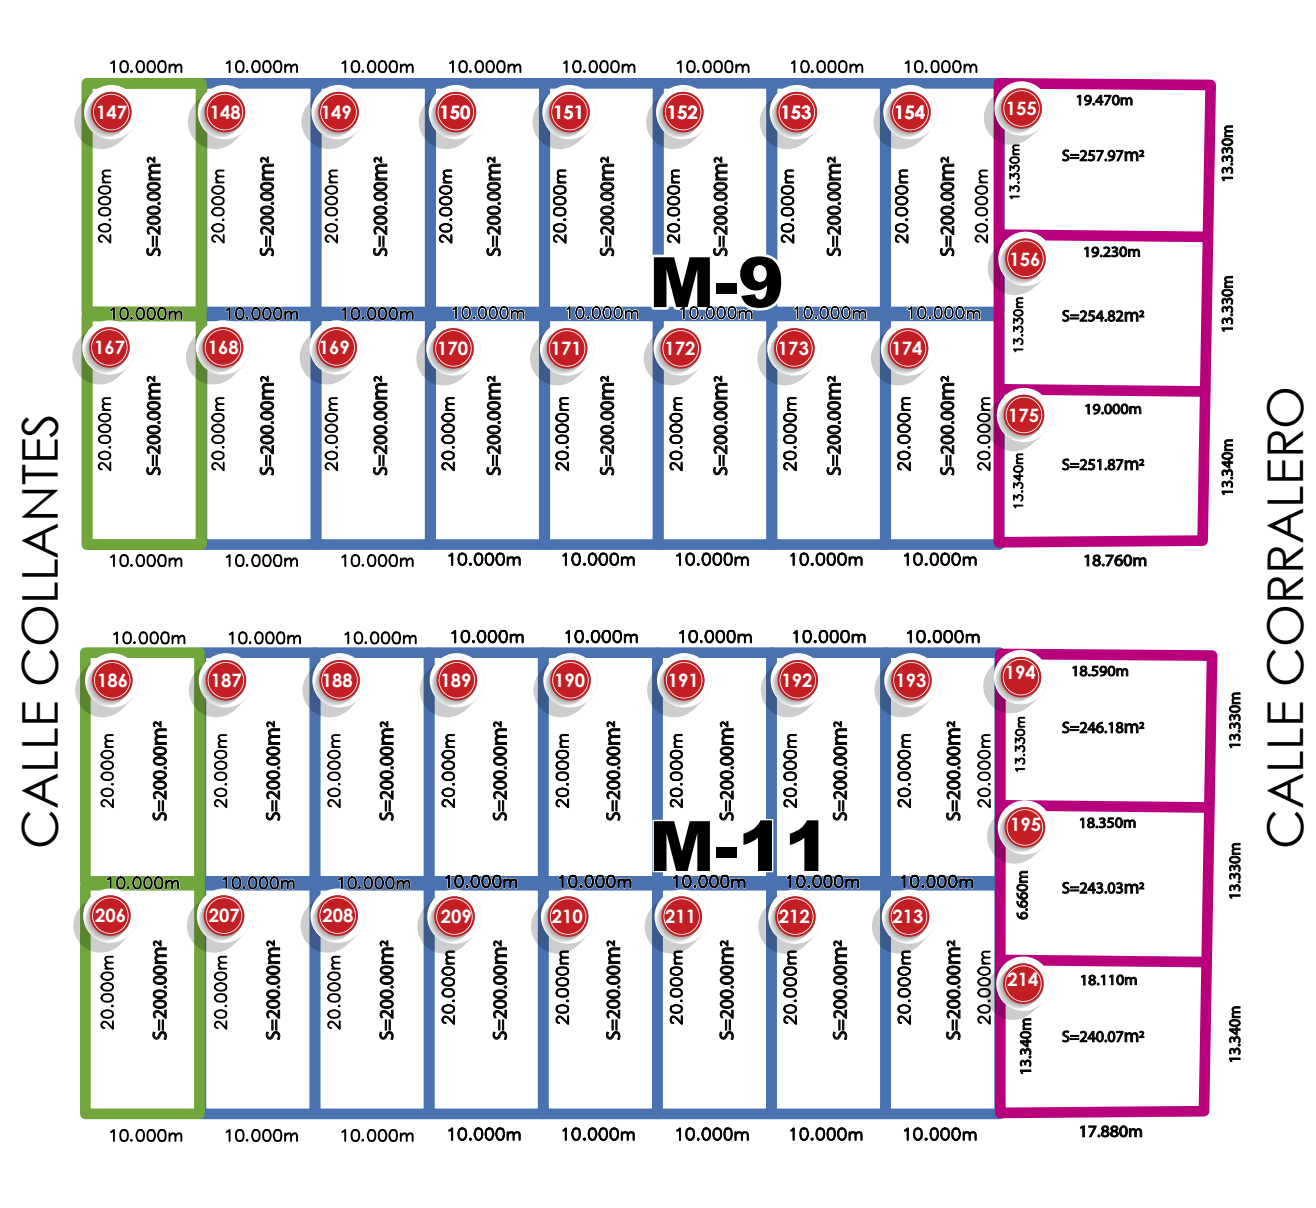 10.000m 10.000m 10.000m 10.000m 10.000m 10.000m 10.000m 10.000m
147 148 149 150 151 152 153 154 155 19.470m
20.000m S=200.00m² 20.000m S=200.00m² 20.000m S=200.00m² 20.000m S=200.00m² 20.000m S=200.00m² 20.000m S=200.00m² 20.000m S=200.00m² 20.000m S=200.00m² 20.000m 13.330m S=257.97m² 13.330m
156 19.230m
M-9
13.330m S=254.82m² 13.330m
10.000m 10.000m 10.000m 10.000m 10.000m 10.000m 10.000m 10.000m
167 168 169 170 171 172 173 174
175 19.000m
20.000m S=200.00m² 20.000m S=200.00m² 20.000m S=200.00m² 20.000m S=200.00m² 20.000m S=200.00m² 20.000m S=200.00m² 20.000m S=200.00m² 20.000m S=200.00m² 20.000m 13.340m S=251.87m² 13.340m
10.000m 10.000m 10.000m 10.000m 10.000m 10.000m 10.000m 10.000m 18.760m
CALLE COLLANTES
CALLE CORRALERO
10.000m 10.000m 10.000m 10.000m 10.000m 10.000m 10.000m 10.000m
186 187 188 189 190 191 192 193 194 18.590m
20.000m S=200.00m² 20.000m S=200.00m² 20.000m S=200.00m² 20.000m S=200.00m² 20.000m S=200.00m² 20.000m S=200.00m² 20.000m S=200.00m² 20.000m S=200.00m² 20.000m 13.330m S=246.18m² 13.330m
195 18.350m
M-11
10.000m 10.000m 10.000m 10.000m 10.000m 10.000m 10.000m 10.000m
6.660m S=243.03m² 13.330m
206 207 208 209 210 211 212 213
214 18.110m
20.000m S=200.00m² 20.000m S=200.00m² 20.000m S=200.00m² 20.000m S=200.00m² 20.000m S=200.00m² 20.000m S=200.00m² 20.000m S=200.00m² 20.000m S=200.00m² 20.000m 13.340m S=240.07m² 13.340m
10.000m 10.000m 10.000m 10.000m 10.000m 10.000m 10.000m 10.000m 17.880m